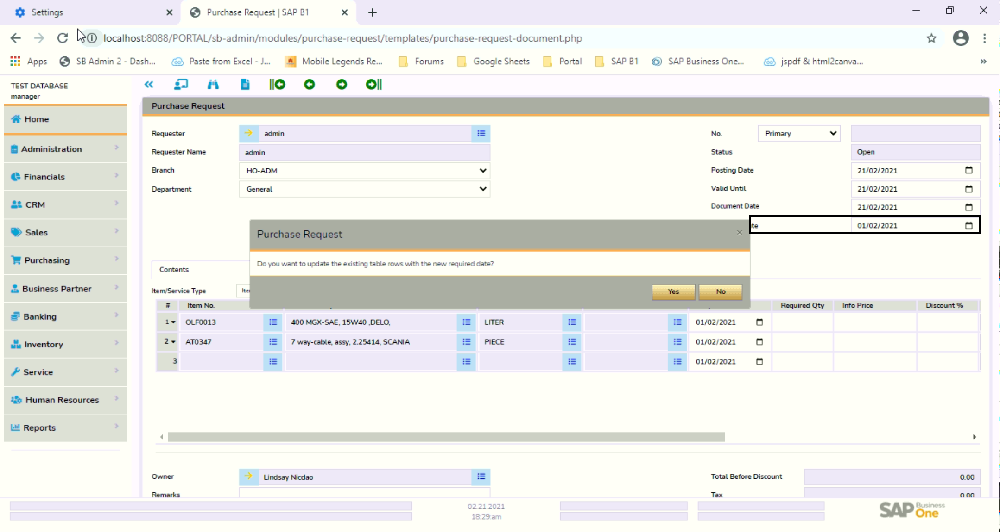 Settings
Purchase Request | SAP B1
localhost:8088/PORTAL/sb-admin/modules/purchase-request/templates/purchase-request-document.php
Apps SB Admin 2 - Dash... Paste from Excel - J... Mobile Legends Re... Forums Google Sheets Portal SAP B1 SAP Business One... jspdf & html2canva... »
TEST DATABASE
manager
Home
Administration
Financials
CRM
Sales
Purchasing
Business Partner
Banking
Inventory
Service
Human Resources
Reports
Purchase Request
Requester admin
Requester Name admin
Branch HO-ADM
Department General
No. Primary
Status Open
Posting Date 21/02/2021
Valid Until 21/02/2021
Document Date 21/02/2021
01/02/2021
Purchase Request ×
Do you want to update the existing table rows with the new required date?
Yes No
Contents
Item/Service Type
# Item No. Required Qty Info Price Discount %
1 OLF0013 400 MGX-SAE, 15W40 ,DELO, LITER 01/02/2021
2 AT0347 7 way-cable, assy, 2.25414, SCANIA PIECE 01/02/2021
3 01/02/2021
Owner Lindsay Nicdao
Remarks
Total Before Discount 0.00
Tax 0.00
02.21.2021
18:29:am
SAP Business One